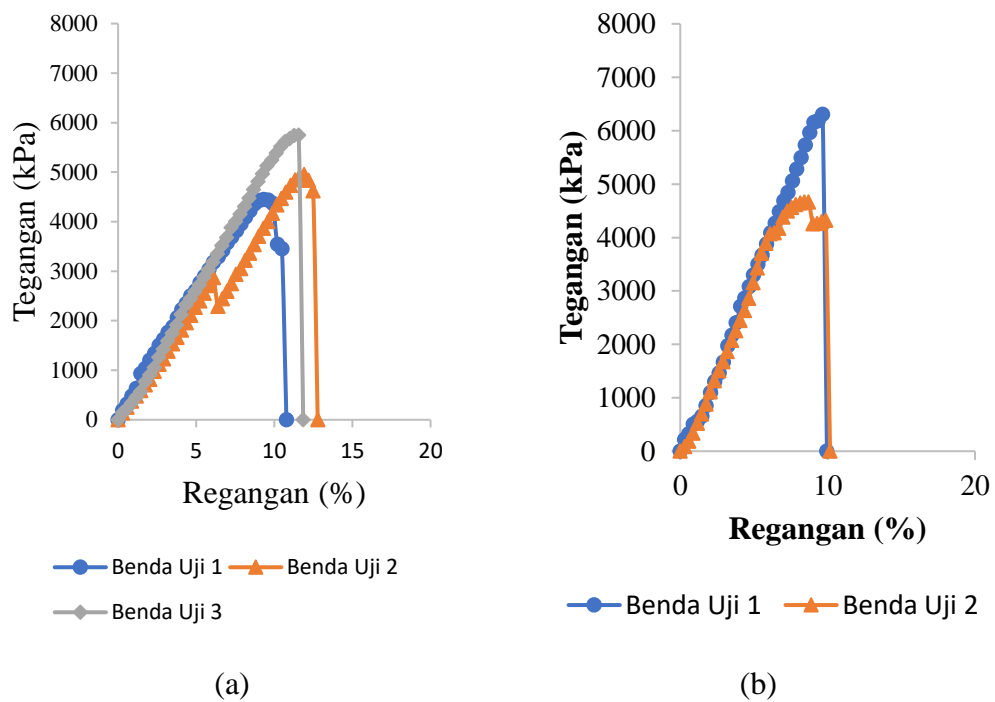 8000
7000
6000
5000
4000
3000
2000
1000
0
Tegangan (kPa)
0 5 10 15 20
Regangan (%)
Benda Uji 1 Benda Uji 2
Benda Uji 3
(a)
8000
7000
6000
5000
4000
3000
2000
1000
0
Tegangan (kPa)
0 10 20
Regangan (%)
Benda Uji 1 Benda Uji 2
(b)